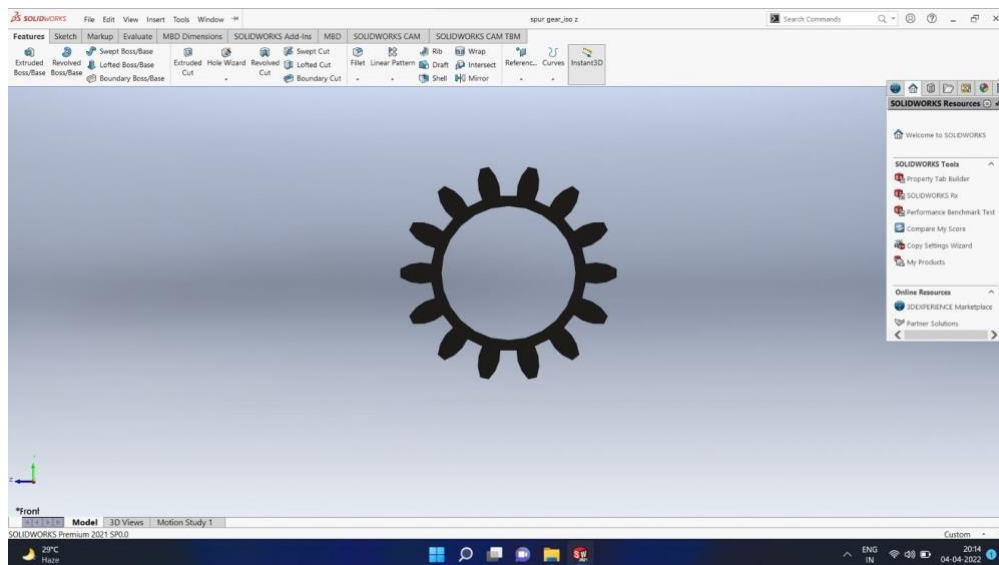 SOLIDWORKS File Edit View Insert Tools Window spur gear_iso z Search Commands
Features Sketch Markup Evaluate MBD Dimensions SOLIDWORKS Add-Ins MBD SOLIDWORKS CAM SOLIDWORKS CAM TBM
Extruded Boss/Base
Revolved Boss/Base
Swept Boss/Base
Lofted Boss/Base
Boundary Boss/Base
Extruded Cut
Hole Wizard
Revolved Cut
Swept Cut
Lofted Cut
Boundary Cut
Fillet
Linear Pattern
Rib
Draft
Shell
Wrap
Intersect
Mirror
Referenc...
Curves
Instant3D
SOLIDWORKS Resources
Welcome to SOLIDWORKS
SOLIDWORKS Tools
Property Tab Builder
SOLIDWORKS Rx
Performance Benchmark Test
Compare My Score
Copy Settings Wizard
My Products
Online Resources
3DEXPERIENCE Marketplace
Partner Solutions
z
*Front
Model 3D Views Motion Study 1
SOLIDWORKS Premium 2021 SP0.0 Custom
29°C
Haze
ENG
IN
20:14
04-04-2022
1